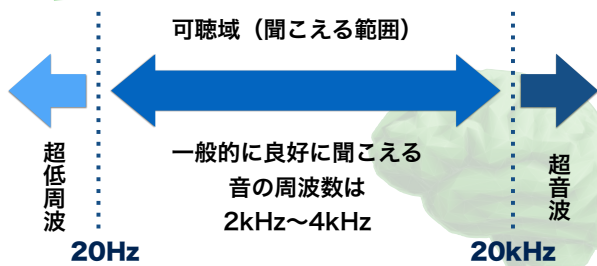 可聴域（聞こえる範囲）
超低周波
一般的に良好に聞こえる
音の周波数は
2kHz〜4kHz
超音波
20Hz
20kHz